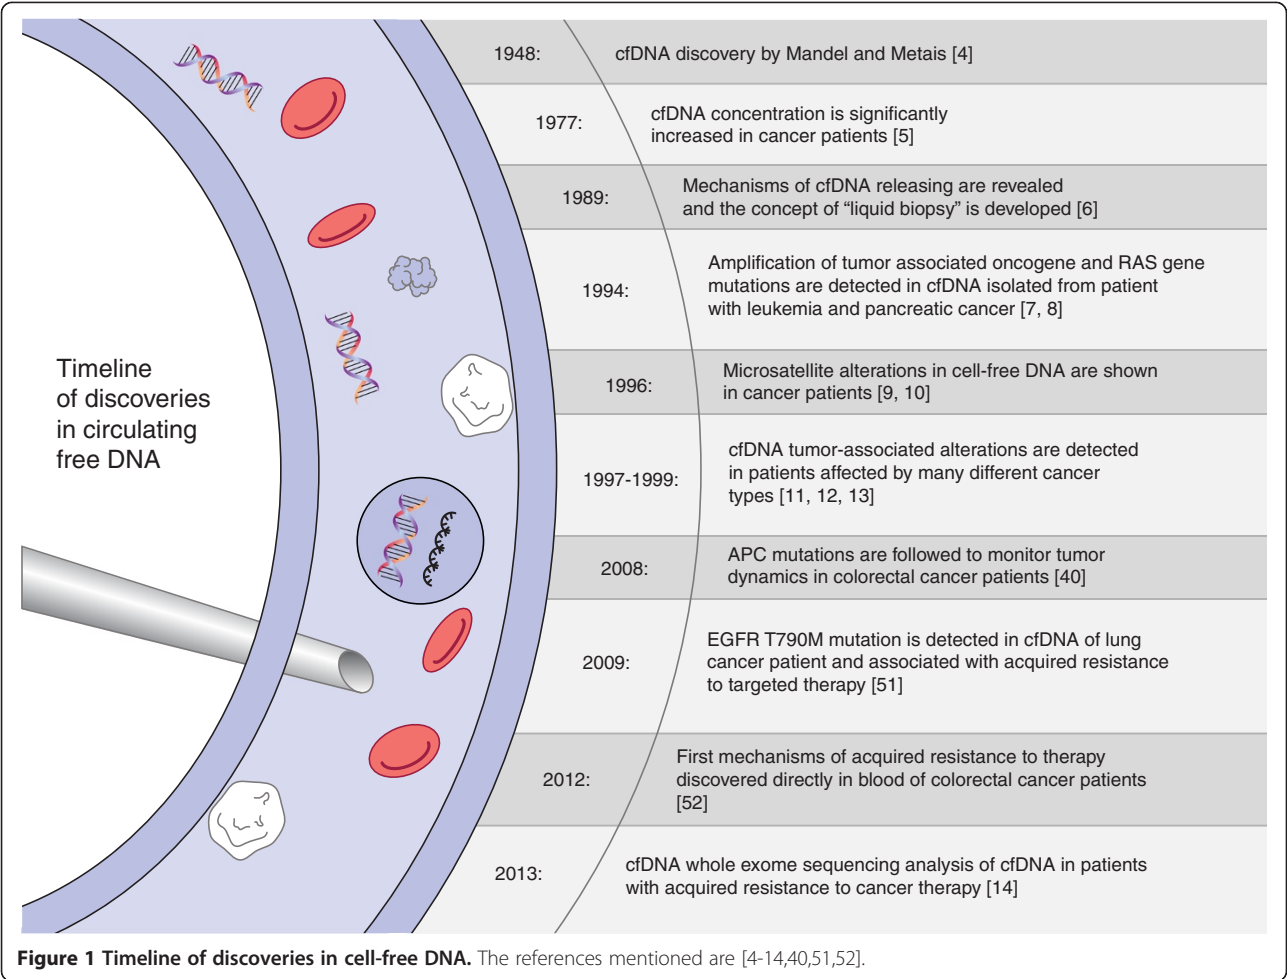 Timeline
of discoveries
in circulating
free DNA
1948: cfDNA discovery by Mandel and Metais [4]
1977: cfDNA concentration is significantly
increased in cancer patients [5]
1989: Mechanisms of cfDNA releasing are revealed
and the concept of “liquid biopsy” is developed [6]
1994: Amplification of tumor associated oncogene and RAS gene
mutations are detected in cfDNA isolated from patient
with leukemia and pancreatic cancer [7, 8]
1996: Microsatellite alterations in cell-free DNA are shown
in cancer patients [9, 10]
1997-1999: cfDNA tumor-associated alterations are detected
in patients affected by many different cancer
types [11, 12, 13]
2008: APC mutations are followed to monitor tumor
dynamics in colorectal cancer patients [40]
2009: EGFR T790M mutation is detected in cfDNA of lung
cancer patient and associated with acquired resistance
to targeted therapy [51]
2012: First mechanisms of acquired resistance to therapy
discovered directly in blood of colorectal cancer patients
[52]
2013: cfDNA whole exome sequencing analysis of cfDNA in patients
with acquired resistance to cancer therapy [14]
Figure 1 Timeline of discoveries in cell-free DNA. The references mentioned are [4-14,40,51,52].